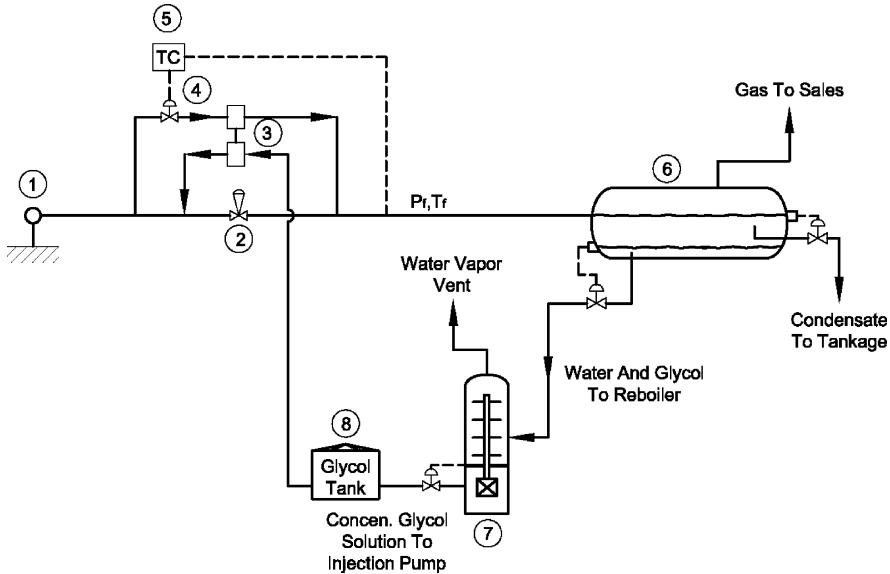 5
TC
4
Gas To Sales
3
6
1
Pf,Tf
2
Water Vapor
Vent
Condensate
To Tankage
Water And Glycol
To Reboiler
8
Glycol
Tank
Concen. Glycol
Solution To
Injection Pump
7